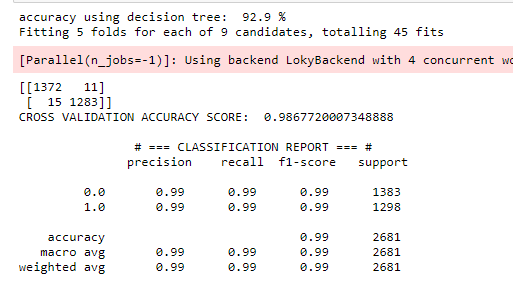 accuracy using decision tree:  92.9 %
Fitting 5 folds for each of 9 candidates, totalling 45 fits
[Parallel(n_jobs=-1)]: Using backend LokyBackend with 4 concurrent
[[1372   11]
 [  15 1283]]
CROSS VALIDATION ACCURACY SCORE:  0.9867720007348888
# === CLASSIFICATION REPORT === #
precision    recall  f1-score   support
0.0       0.99      0.99      0.99      1383
1.0       0.99      0.99      0.99      1298
accuracy                           0.99      2681
macro avg       0.99      0.99      0.99      2681
weighted avg       0.99      0.99      0.99      2681